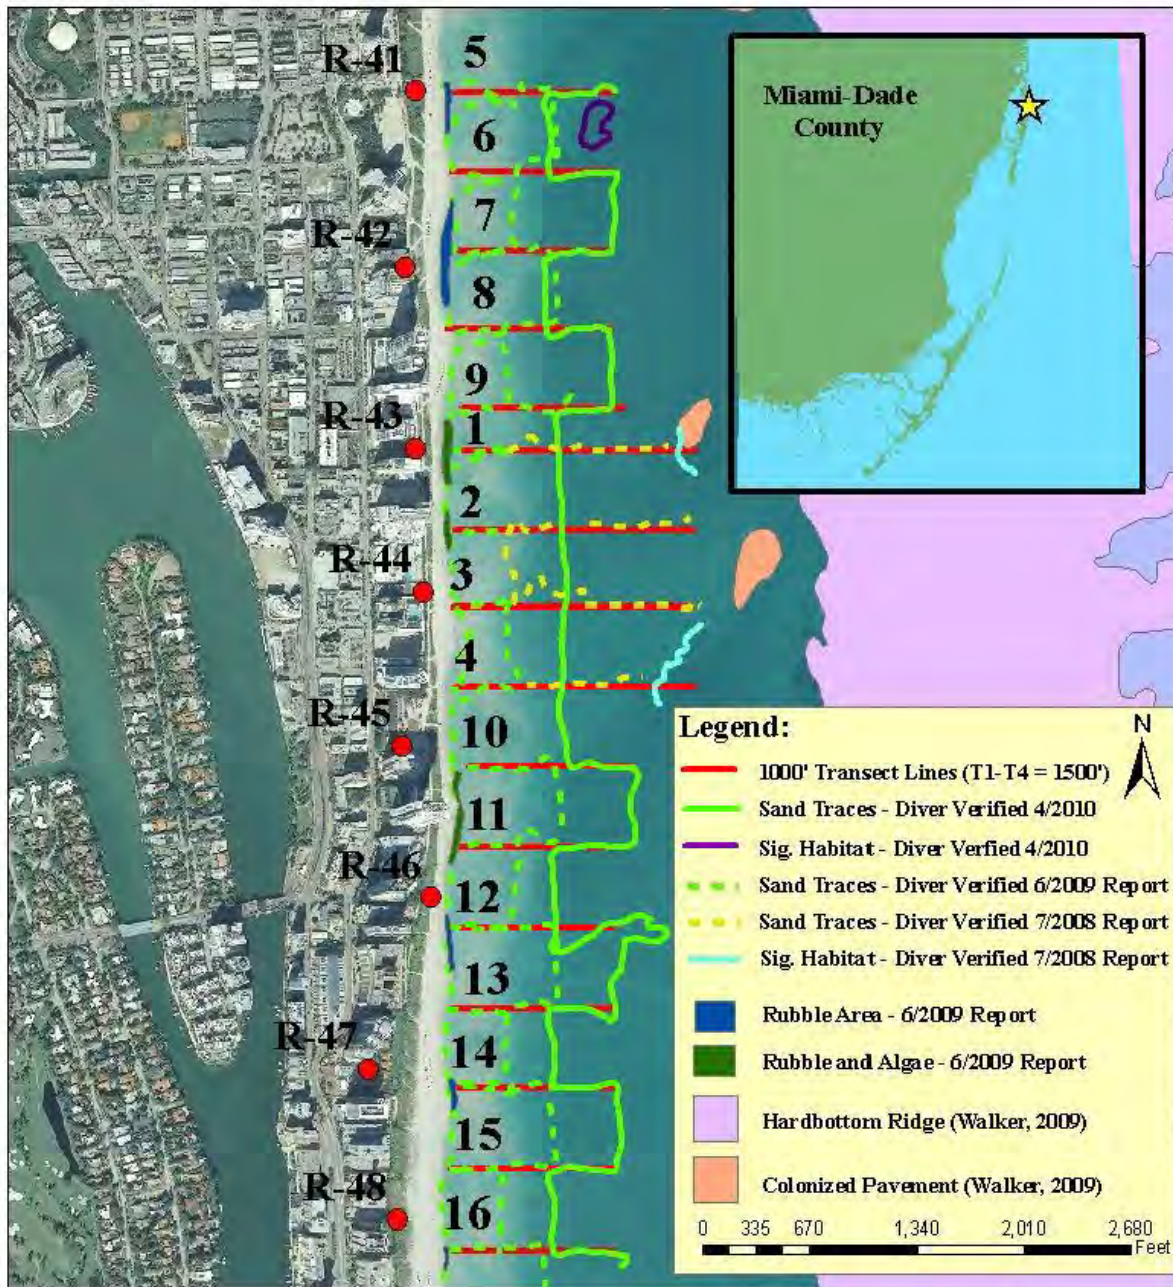 R-41
5
6
7
R-42
8
9
R-43
1
2
R-44
3
4
R-45
10
11
R-46
12
13
R-47
14
15
R-48
16
Miami-Dade
County
Legend:
N
1000' Transect Lines (T1-T4 = 1500')
Sand Traces - Diver Verified 4/2010
Sig. Habitat - Diver Verfied 4/2010
Sand Traces - Diver Verified 6/2009 Report
Sand Traces - Diver Verified 7/2008 Report
Sig. Habitat - Diver Verified 7/2008 Report
Rubble Area - 6/2009 Report
Rubble and Algae - 6/2009 Report
Hardbottom Ridge (Walker, 2009)
Colonized Pavement (Walker, 2009)
0 335 670 1,340 2,010 2,680
Feet